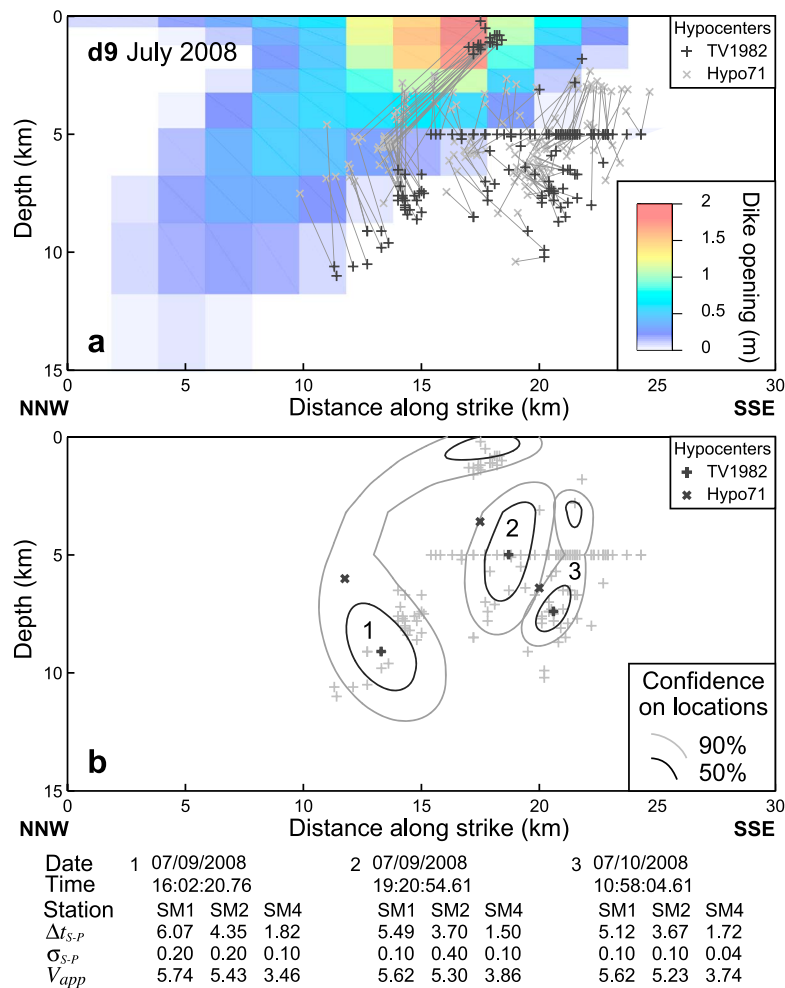 d9 July 2008
Hypocenters
TV1982
Hypo71
0
5
10
15
Depth (km)
2
1.5
1
0.5
0
Dike opening (m)
a
0 5 10 15 20 25 30
NNW Distance along strike (km) SSE
Hypocenters
TV1982
Hypo71
0
5
10
15
Depth (km)
1
2
3
Confidence
on locations
90%
50%
b
0 5 10 15 20 25 30
NNW Distance along strike (km) SSE
Date 1 07/09/2008 2 07/09/2008 3 07/10/2008
Time 16:02:20.76 19:20:54.61 10:58:04.61
Station SM1 SM2 SM4 SM1 SM2 SM4 SM1 SM2 SM4
Δt_S-P 6.07 4.35 1.82 5.49 3.70 1.50 5.12 3.67 1.72
σ_S-P 0.20 0.20 0.10 0.10 0.40 0.10 0.10 0.10 0.04
V_app 5.74 5.43 3.46 5.62 5.30 3.86 5.62 5.23 3.74